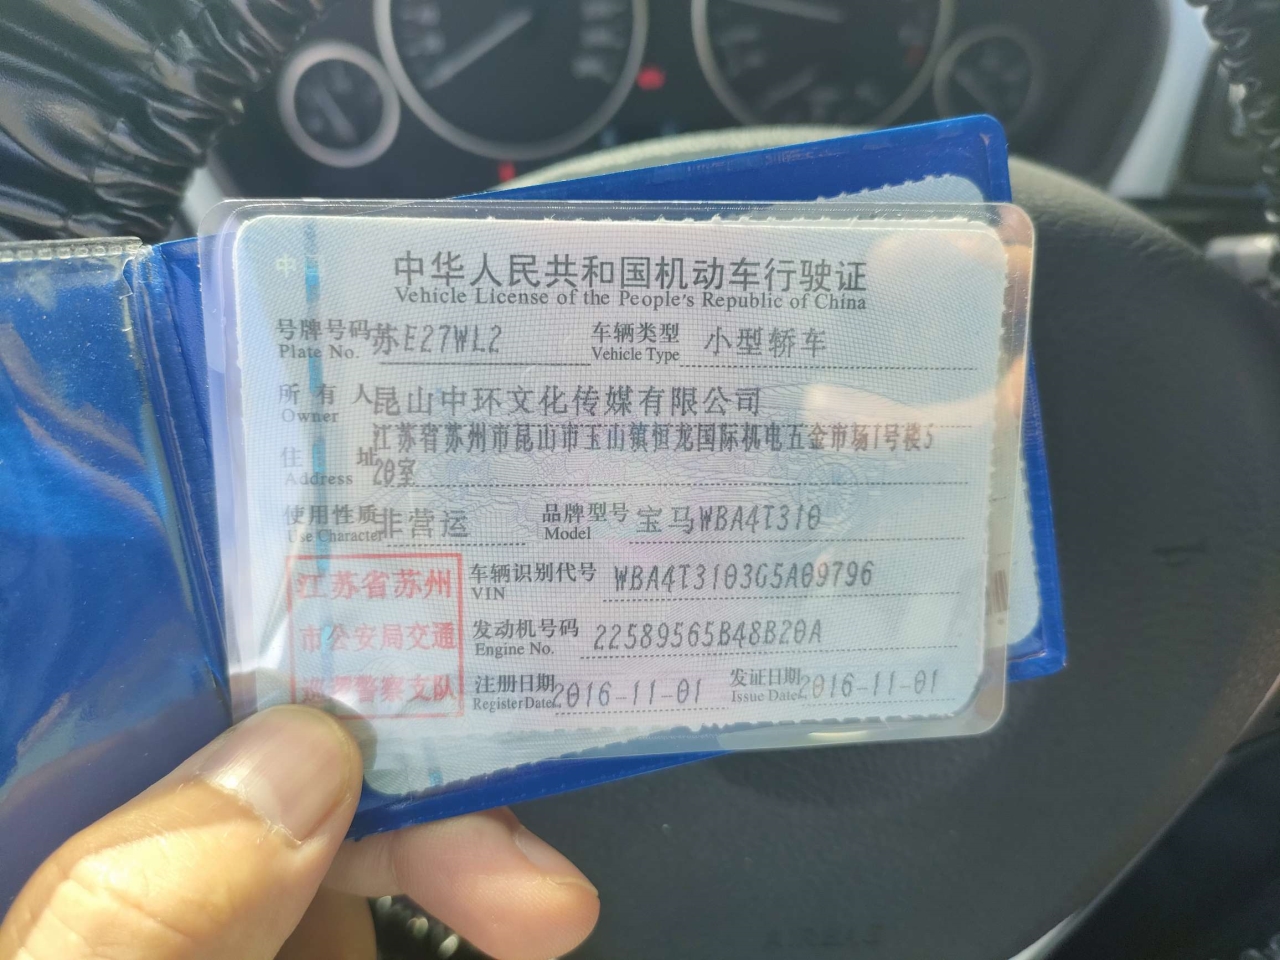 中华人民共和国机动车行驶证
Vehicle License of the People's Republic of China
号牌号码 苏E27WL2 车辆类型 小型轿车
Plate No. Vehicle Type
所有人 昆山中环文化传媒有限公司
Owner
江苏省苏州市昆山市玉山镇恒龙国际机电五金市场1号楼5
住址 20室
Address
使用性质 非营运 品牌型号 宝马WBA4T310
Use Character Model
江苏省苏州
市公安局交通
巡逻警察支队
车辆识别代号 WBA4T3103G5A09796
VIN
发动机号码 22589565B48B20A
Engine No.
注册日期 2016-11-01 发证日期 2016-11-01
Register Date Issue Date
中